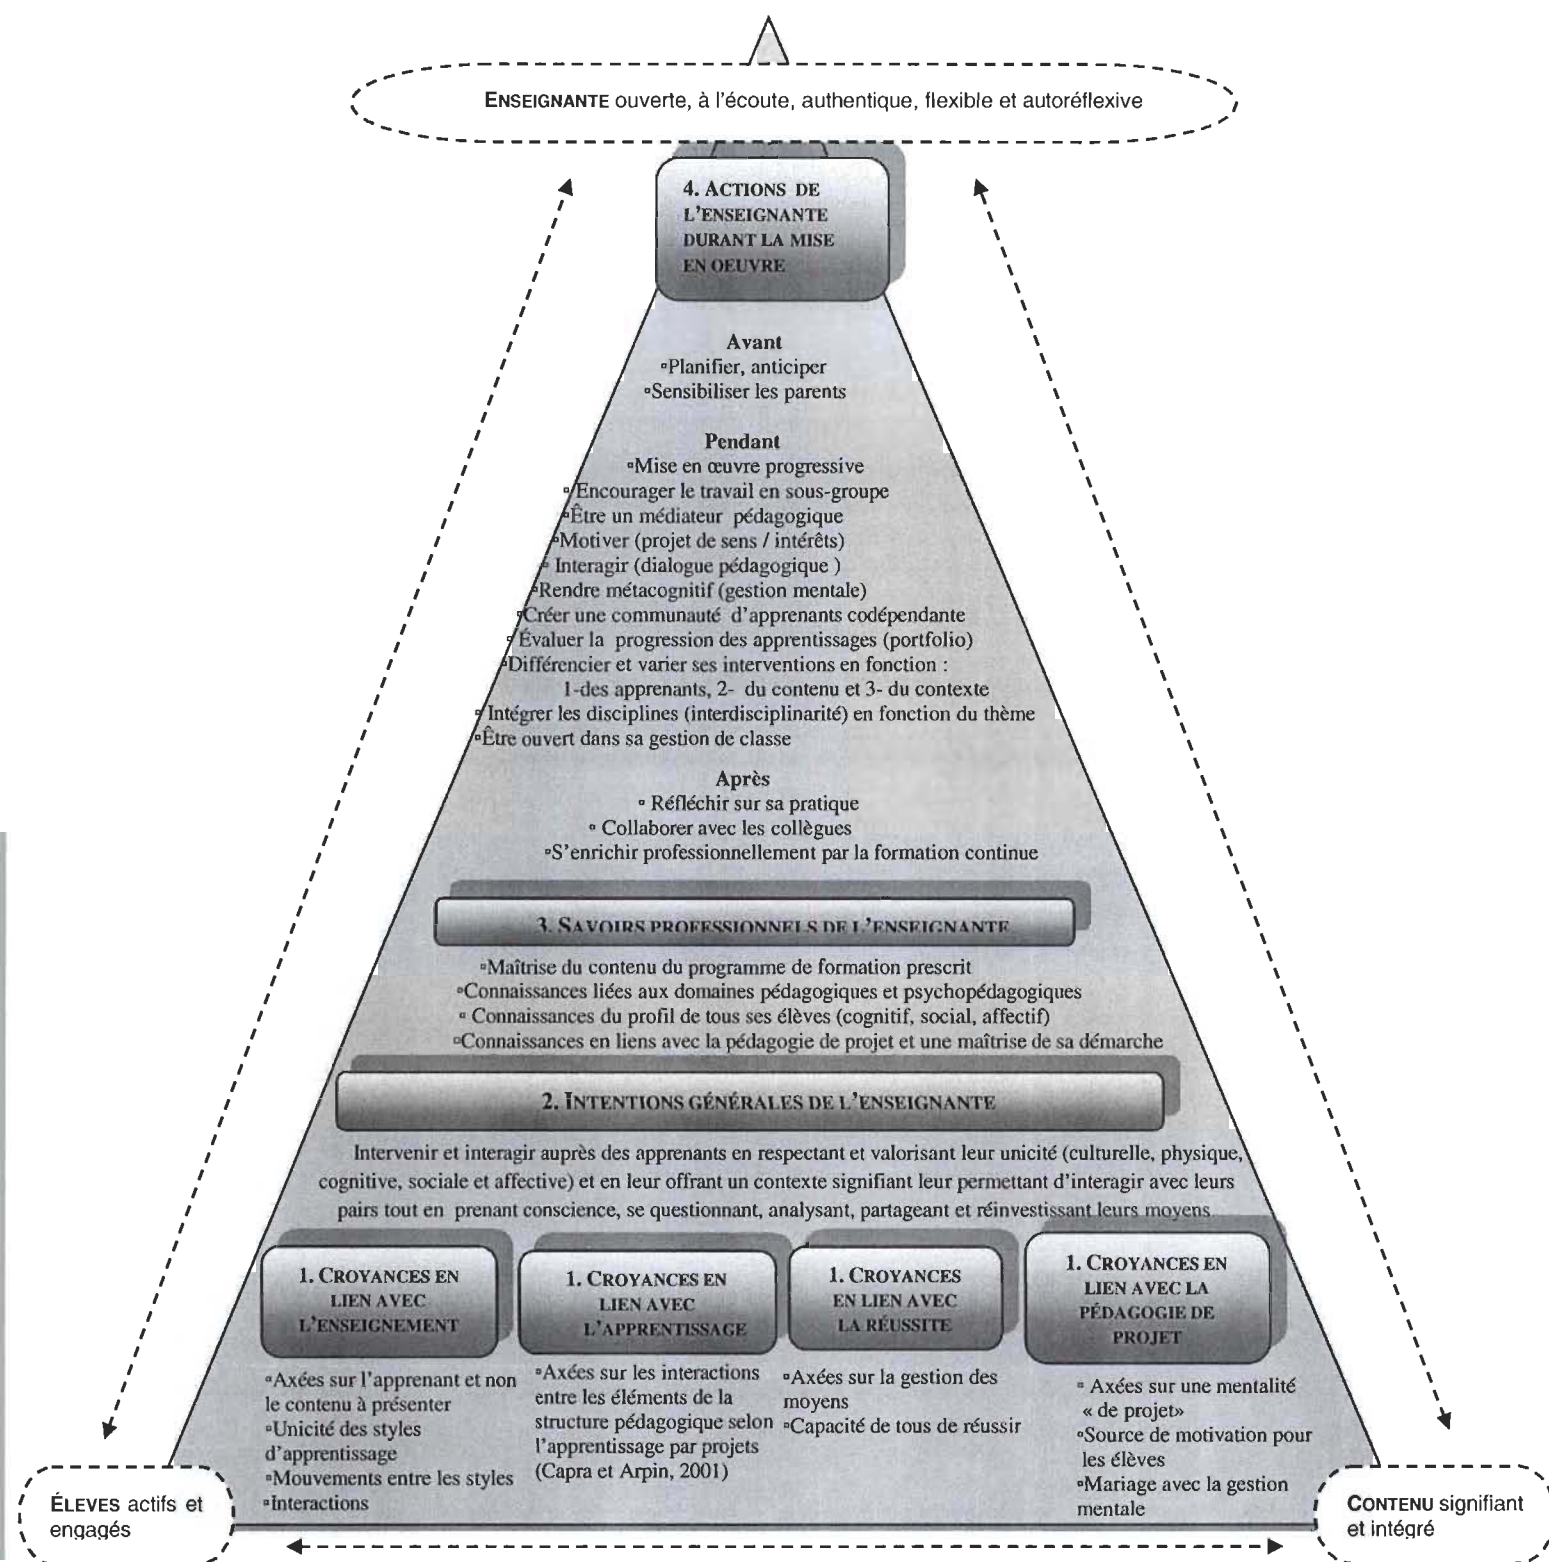 ENSEIGNANTE ouverte, à l'écoute, authentique, flexible et autoréflexive
4. ACTIONS DE
L'ENSEIGNANTE
DURANT LA MISE
EN OEUVRE
Avant
▫Planifier, anticiper
▫Sensibiliser les parents
Pendant
▫Mise en œuvre progressive
▫ Encourager le travail en sous-groupe
▫Être un médiateur pédagogique
▫Motiver (projet de sens / intérêts)
▫ Interagir (dialogue pédagogique )
▫Rendre métacognitif (gestion mentale)
▫Créer une communauté d'apprenants codépendante
▫ Évaluer la progression des apprentissages (portfolio)
▫Différencier et varier ses interventions en fonction :
1-des apprenants, 2- du contenu et 3- du contexte
▫ Intégrer les disciplines (interdisciplinarité) en fonction du thème
▫Être ouvert dans sa gestion de classe
Après
▫ Réfléchir sur sa pratique
▫ Collaborer avec les collègues
▫S'enrichir professionnellement par la formation continue
3. SAVOIRS PROFESSIONNELS DE L'ENSEIGNANTE
▫Maîtrise du contenu du programme de formation prescrit
▫Connaissances liées aux domaines pédagogiques et psychopédagogiques
▫ Connaissances du profil de tous ses élèves (cognitif, social, affectif)
▫Connaissances en liens avec la pédagogie de projet et une maîtrise de sa démarche
2. INTENTIONS GÉNÉRALES DE L'ENSEIGNANTE
Intervenir et interagir auprès des apprenants en respectant et valorisant leur unicité (culturelle, physique,
cognitive, sociale et affective) et en leur offrant un contexte signifiant leur permettant d'interagir avec leurs
pairs tout en prenant conscience, se questionnant, analysant, partageant et réinvestissant leurs moyens.
1. CROYANCES EN
LIEN AVEC
L'ENSEIGNEMENT
▫Axées sur l'apprenant et non
le contenu à présenter
▫Unicité des styles
d'apprentissage
▫Mouvements entre les styles
▫Interactions
1. CROYANCES EN
LIEN AVEC
L'APPRENTISSAGE
▫Axées sur les interactions
entre les éléments de la
structure pédagogique selon
l'apprentissage par projets
(Capra et Arpin, 2001)
1. CROYANCES
EN LIEN AVEC
LA RÉUSSITE
▫Axées sur la gestion des
moyens
▫Capacité de tous de réussir
1. CROYANCES EN
LIEN AVEC LA
PÉDAGOGIE DE
PROJET
▫ Axées sur une mentalité
« de projet»
▫Source de motivation pour
les élèves
▫Mariage avec la gestion
mentale
ÉLEVES actifs et
engagés
CONTENU signifiant
et intégré